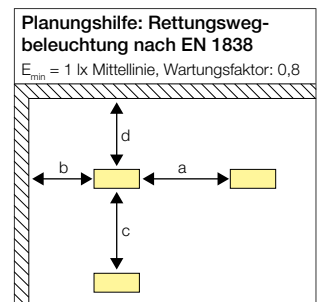 Planungshilfe: Rettungsweg-
beleuchtung nach EN 1838
Emin = 1 lx Mittellinie, Wartungsfaktor: 0,8
d
b
a
c